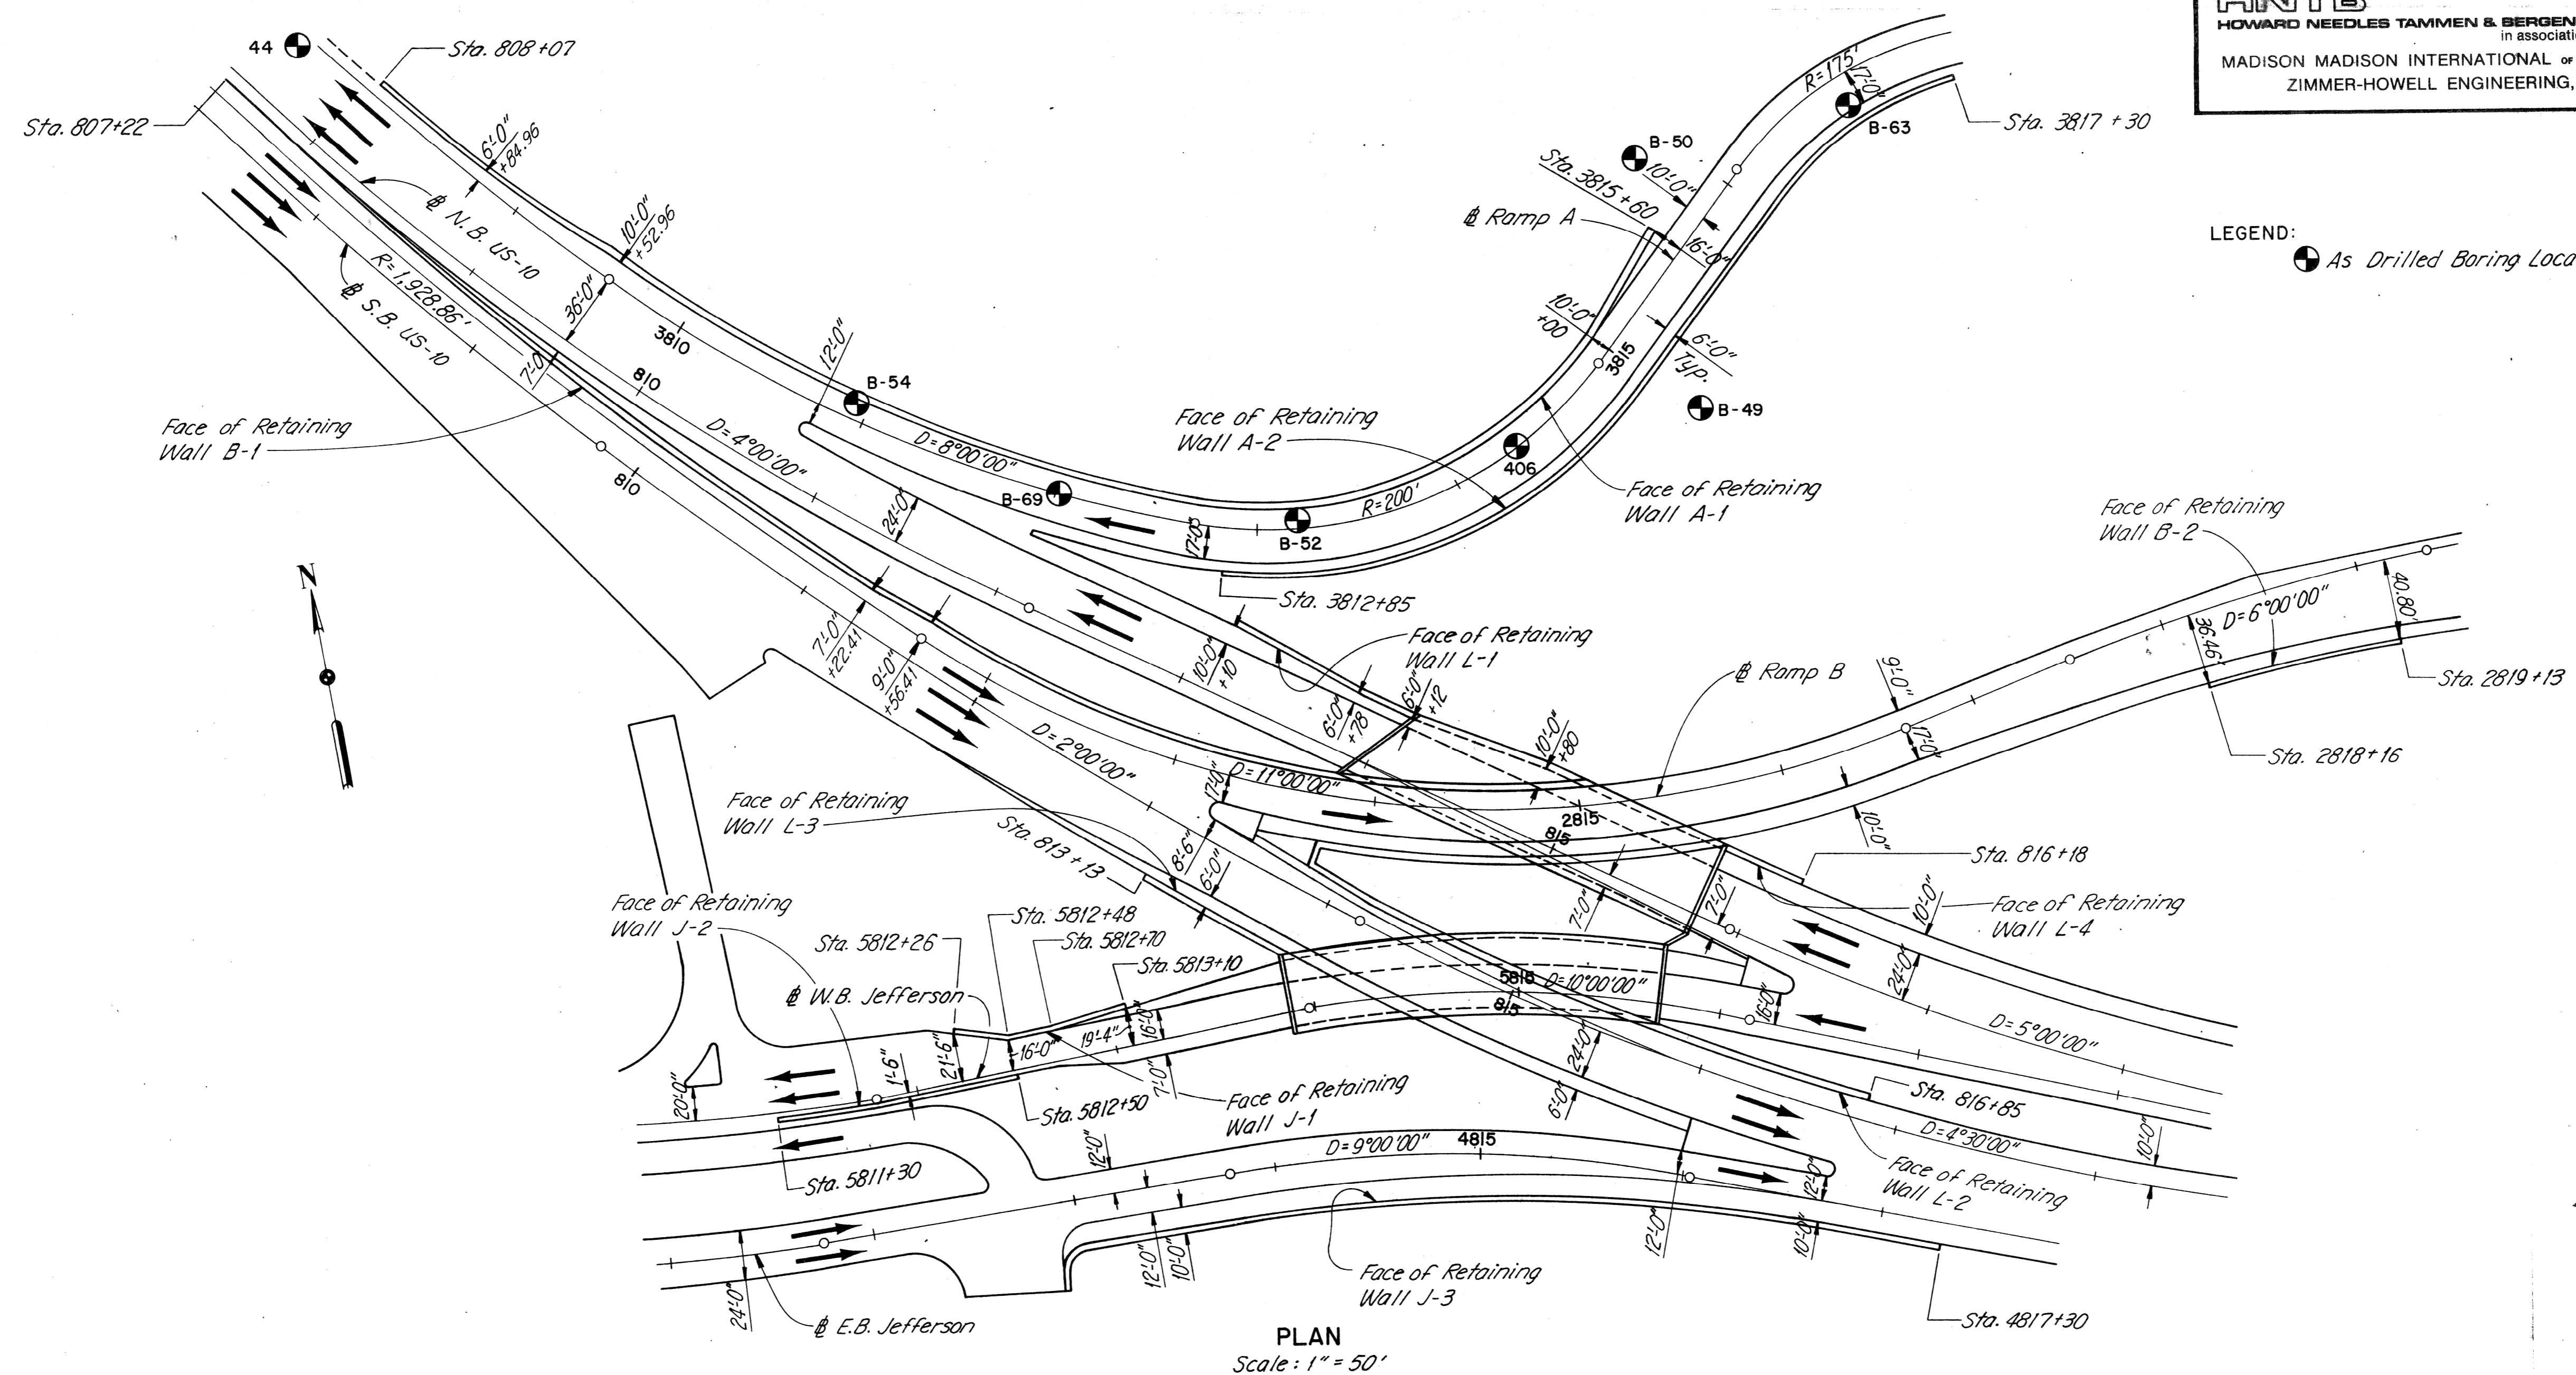 HNTB
HOWARD NEEDLES TAMMEN & BERGEN
in associati
MADISON MADISON INTERNATIONAL OF
ZIMMER-HOWELL ENGINEERING,
LEGEND:
As Drilled Boring Loca
44
Sta. 808+07
Sta. 807+22
6'-0"
+84.96
10'-0"
+52.96
℄ N.B. US-10
R=1,928.86'
℄ S.B. US-10
36'-0"
7'-0"
3810
810
810
12'-0"
B-54
D=4°00'00"
D=8°00'00"
Face of Retaining
Wall B-1
24'-0"
B-69
17'-0"
B-52
R=200'
406
Face of Retaining
Wall A-2
Face of Retaining
Wall A-1
Sta. 3812+85
R=175'
17'-0"
B-63
Sta. 3817 +30
B-50
10'-0"
Sta. 3815+60
℄ Ramp A
16'-0"
10'-0"
+00
3815
6'-0"
Typ.
B-49
Face of Retaining
Wall B-2
D=6°00'00"
36.46'
40.80'
Sta. 2819+13
Sta. 2818+16
N
7'-0"
+22.41
9'-0"
+56.41
10'-0"
+10
Face of Retaining
Wall L-1
6'-0"
+78
6'-0"
+12
10'-0"
+80
℄ Ramp B
9'-0"
17'-0"
10'-0"
D=2°00'00"
D=11°00'00"
17'-0"
2815
815
Face of Retaining
Wall L-3
Sta. 813+13
8'-6"
6'-0"
7'-0"
7'-0"
Sta. 816+18
Face of Retaining
Wall L-4
10'-0"
24'-0"
D=5°00'00"
Face of Retaining
Wall J-2
Sta. 5812+26
Sta. 5812+48
Sta. 5812+70
Sta. 5813+10
℄ W.B. Jefferson
5815
D=10°00'00"
815
16'-0"
20'-0"
1'-6"
21'-6"
16'-0"
19'-4"
16'-0"
7'-0"
24'-0"
6'-0"
Sta. 5812+50
Face of Retaining
Wall J-1
Sta. 5811+30
Sta. 816+85
D=4°30'00"
10'-0"
Face of Retaining
Wall L-2
12'-0"
D=9°00'00"
4815
12'-0"
12'-0"
10'-0"
12'-0"
10'-0"
24'-0"
℄ E.B. Jefferson
Face of Retaining
Wall J-3
Sta. 4817+30
PLAN
Scale: 1" = 50'